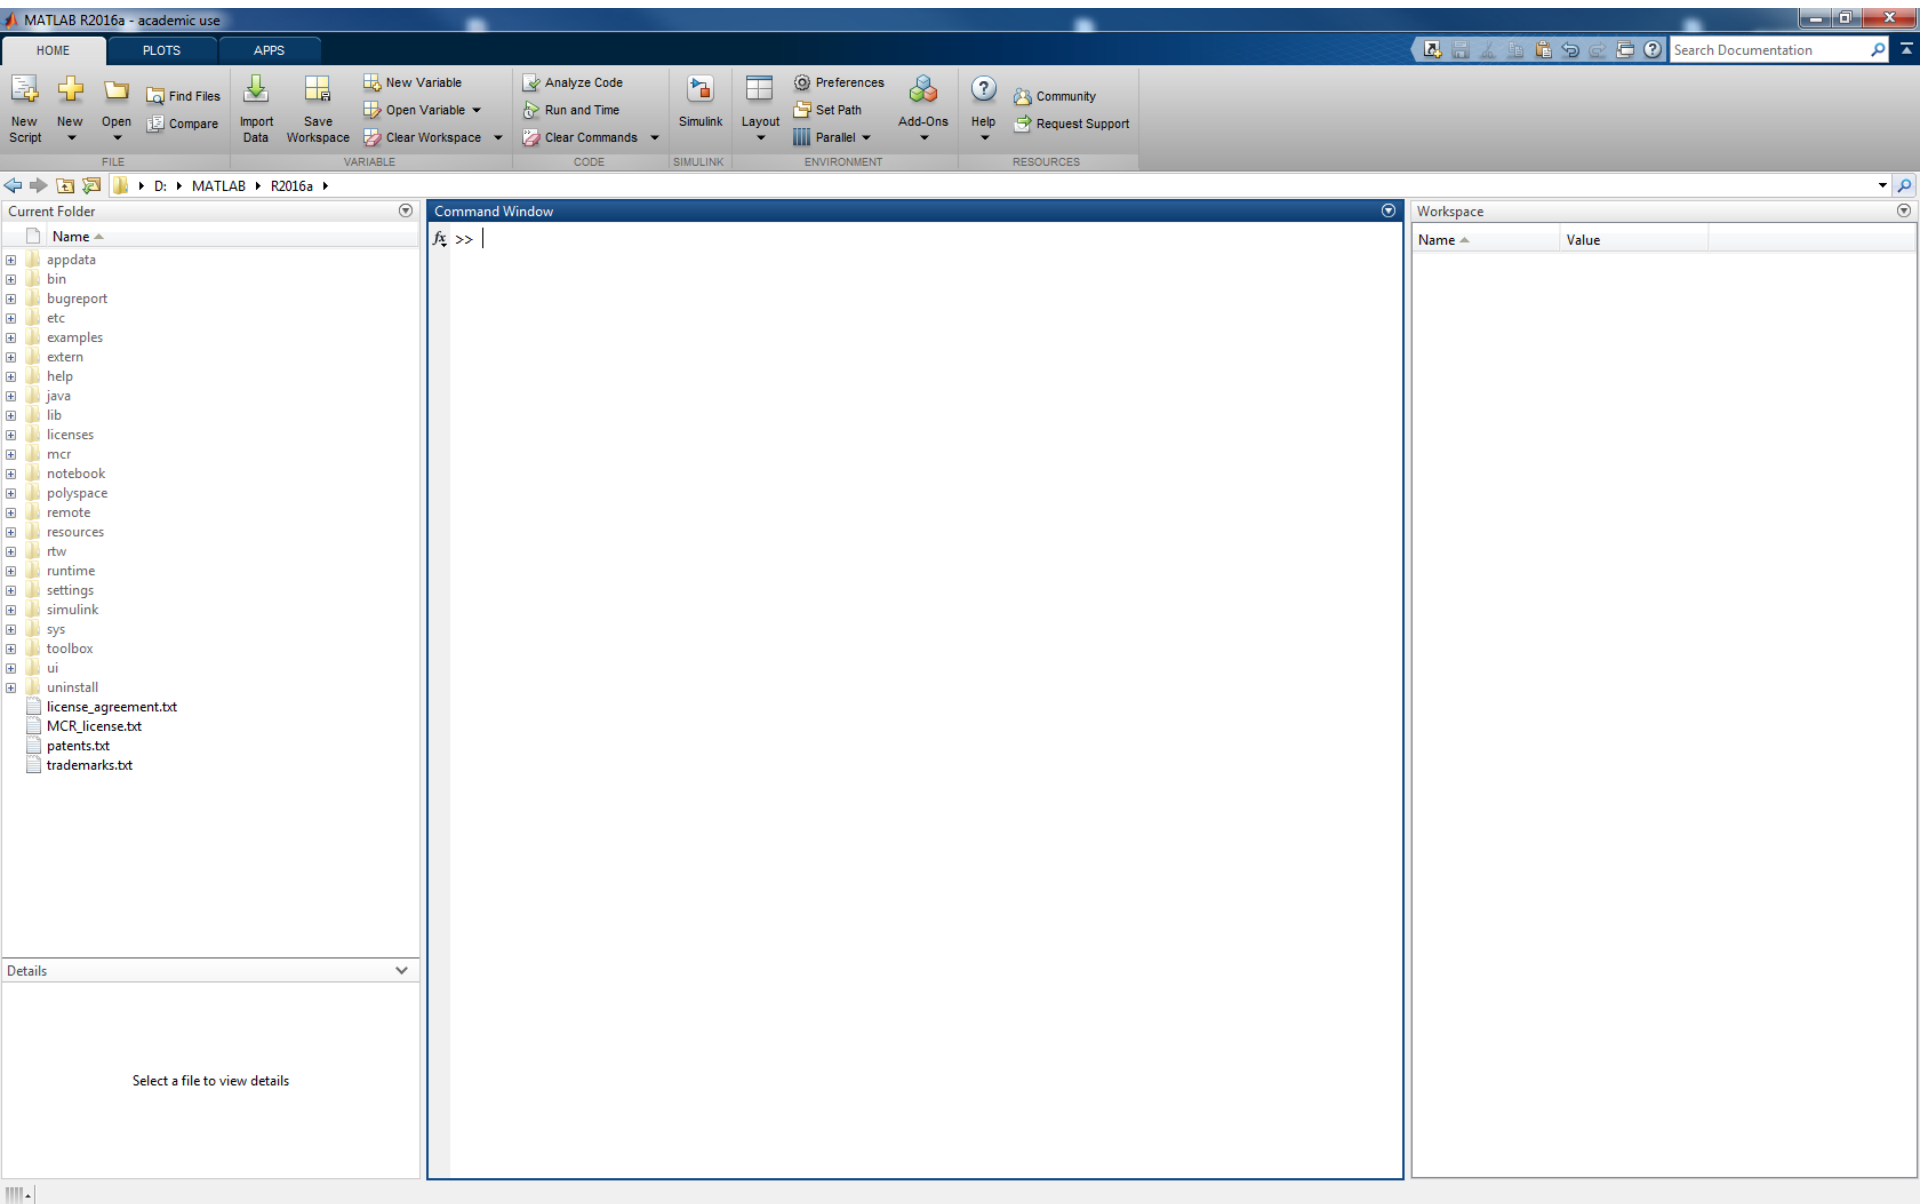 MATLAB R2016a - academic use
HOME PLOTS APPS
Search Documentation
New Script
New
Open
Find Files
Compare
Import Data
Save Workspace
New Variable
Open Variable
Clear Workspace
Analyze Code
Run and Time
Clear Commands
Simulink
Layout
Preferences
Set Path
Parallel
Add-Ons
Help
Community
Request Support
FILE VARIABLE CODE SIMULINK ENVIRONMENT RESOURCES
D: MATLAB R2016a
Current Folder
Name
appdata
bin
bugreport
etc
examples
extern
help
java
lib
licenses
mcr
notebook
polyspace
remote
resources
rtw
runtime
settings
simulink
sys
toolbox
ui
uninstall
license_agreement.txt
MCR_license.txt
patents.txt
trademarks.txt
Details
Select a file to view details
Command Window
fx >>
Workspace
Name Value